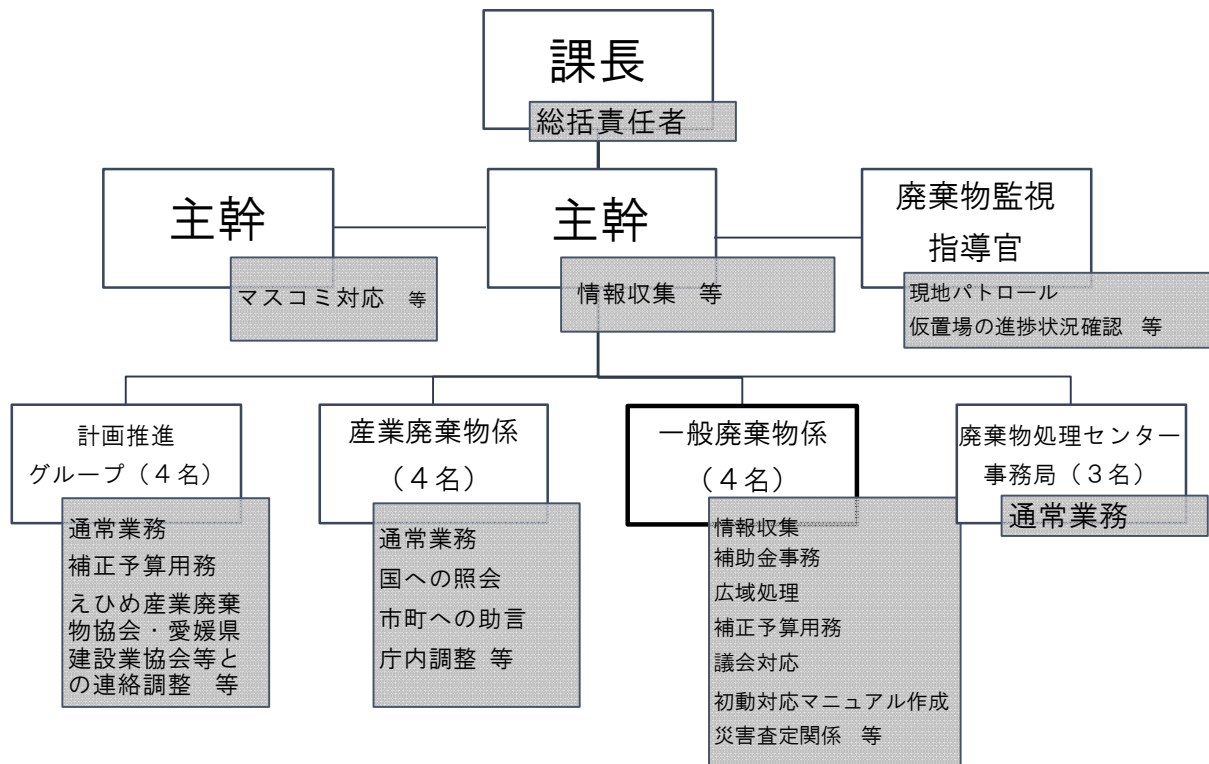 課長
総括責任者
主幹
マスコミ対応　等
主幹
情報収集　等
廃棄物監視
指導官
現地パトロール
仮置場の進捗状況確認　等
計画推進
グループ（４名）
通常業務
補正予算用務
えひめ産業廃棄
物協会・愛媛県
建設業協会等と
の連絡調整　等
産業廃棄物係
（４名）
通常業務
国への照会
市町への助言
庁内調整 等
一般廃棄物係
（４名）
情報収集
補助金事務
広域処理
補正予算用務
議会対応
初動対応マニュアル作成
災害査定関係　等
廃棄物処理センター
事務局（３名）
通常業務